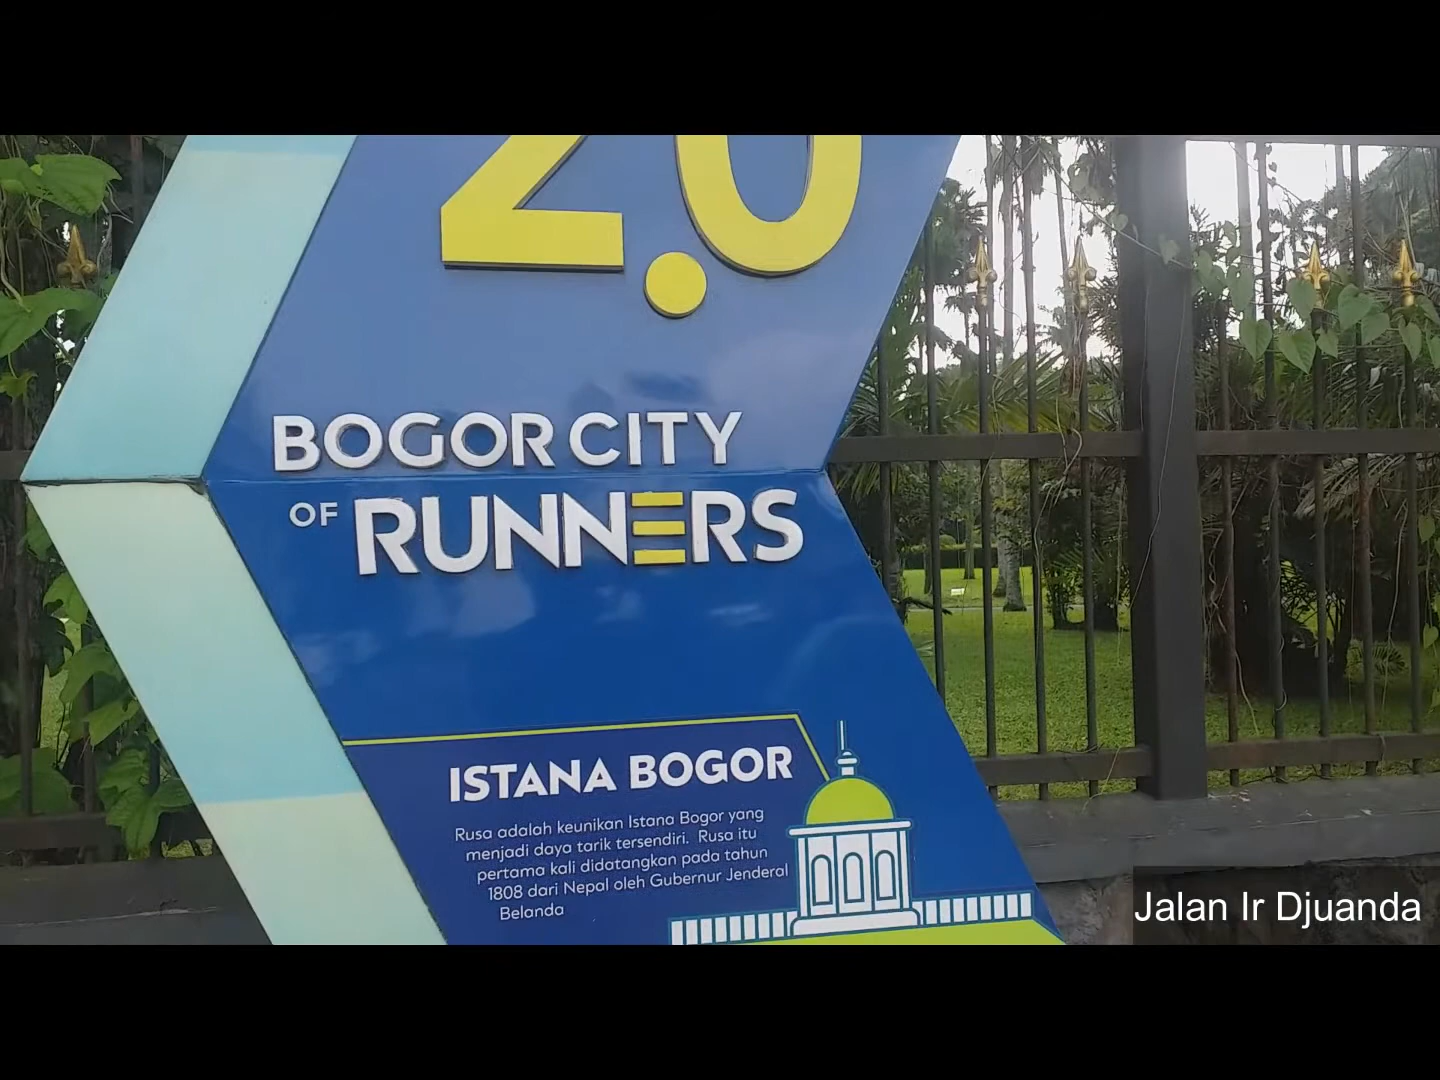 2.0
BOGOR CITY
OF RUNNERS
ISTANA BOGOR
Rusa adalah keunikan Istana Bogor yang
menjadi daya tarik tersendiri. Rusa itu
pertama kali didatangkan pada tahun
1808 dari Nepal oleh Gubernur Jenderal
Belanda
Jalan Ir Djuanda